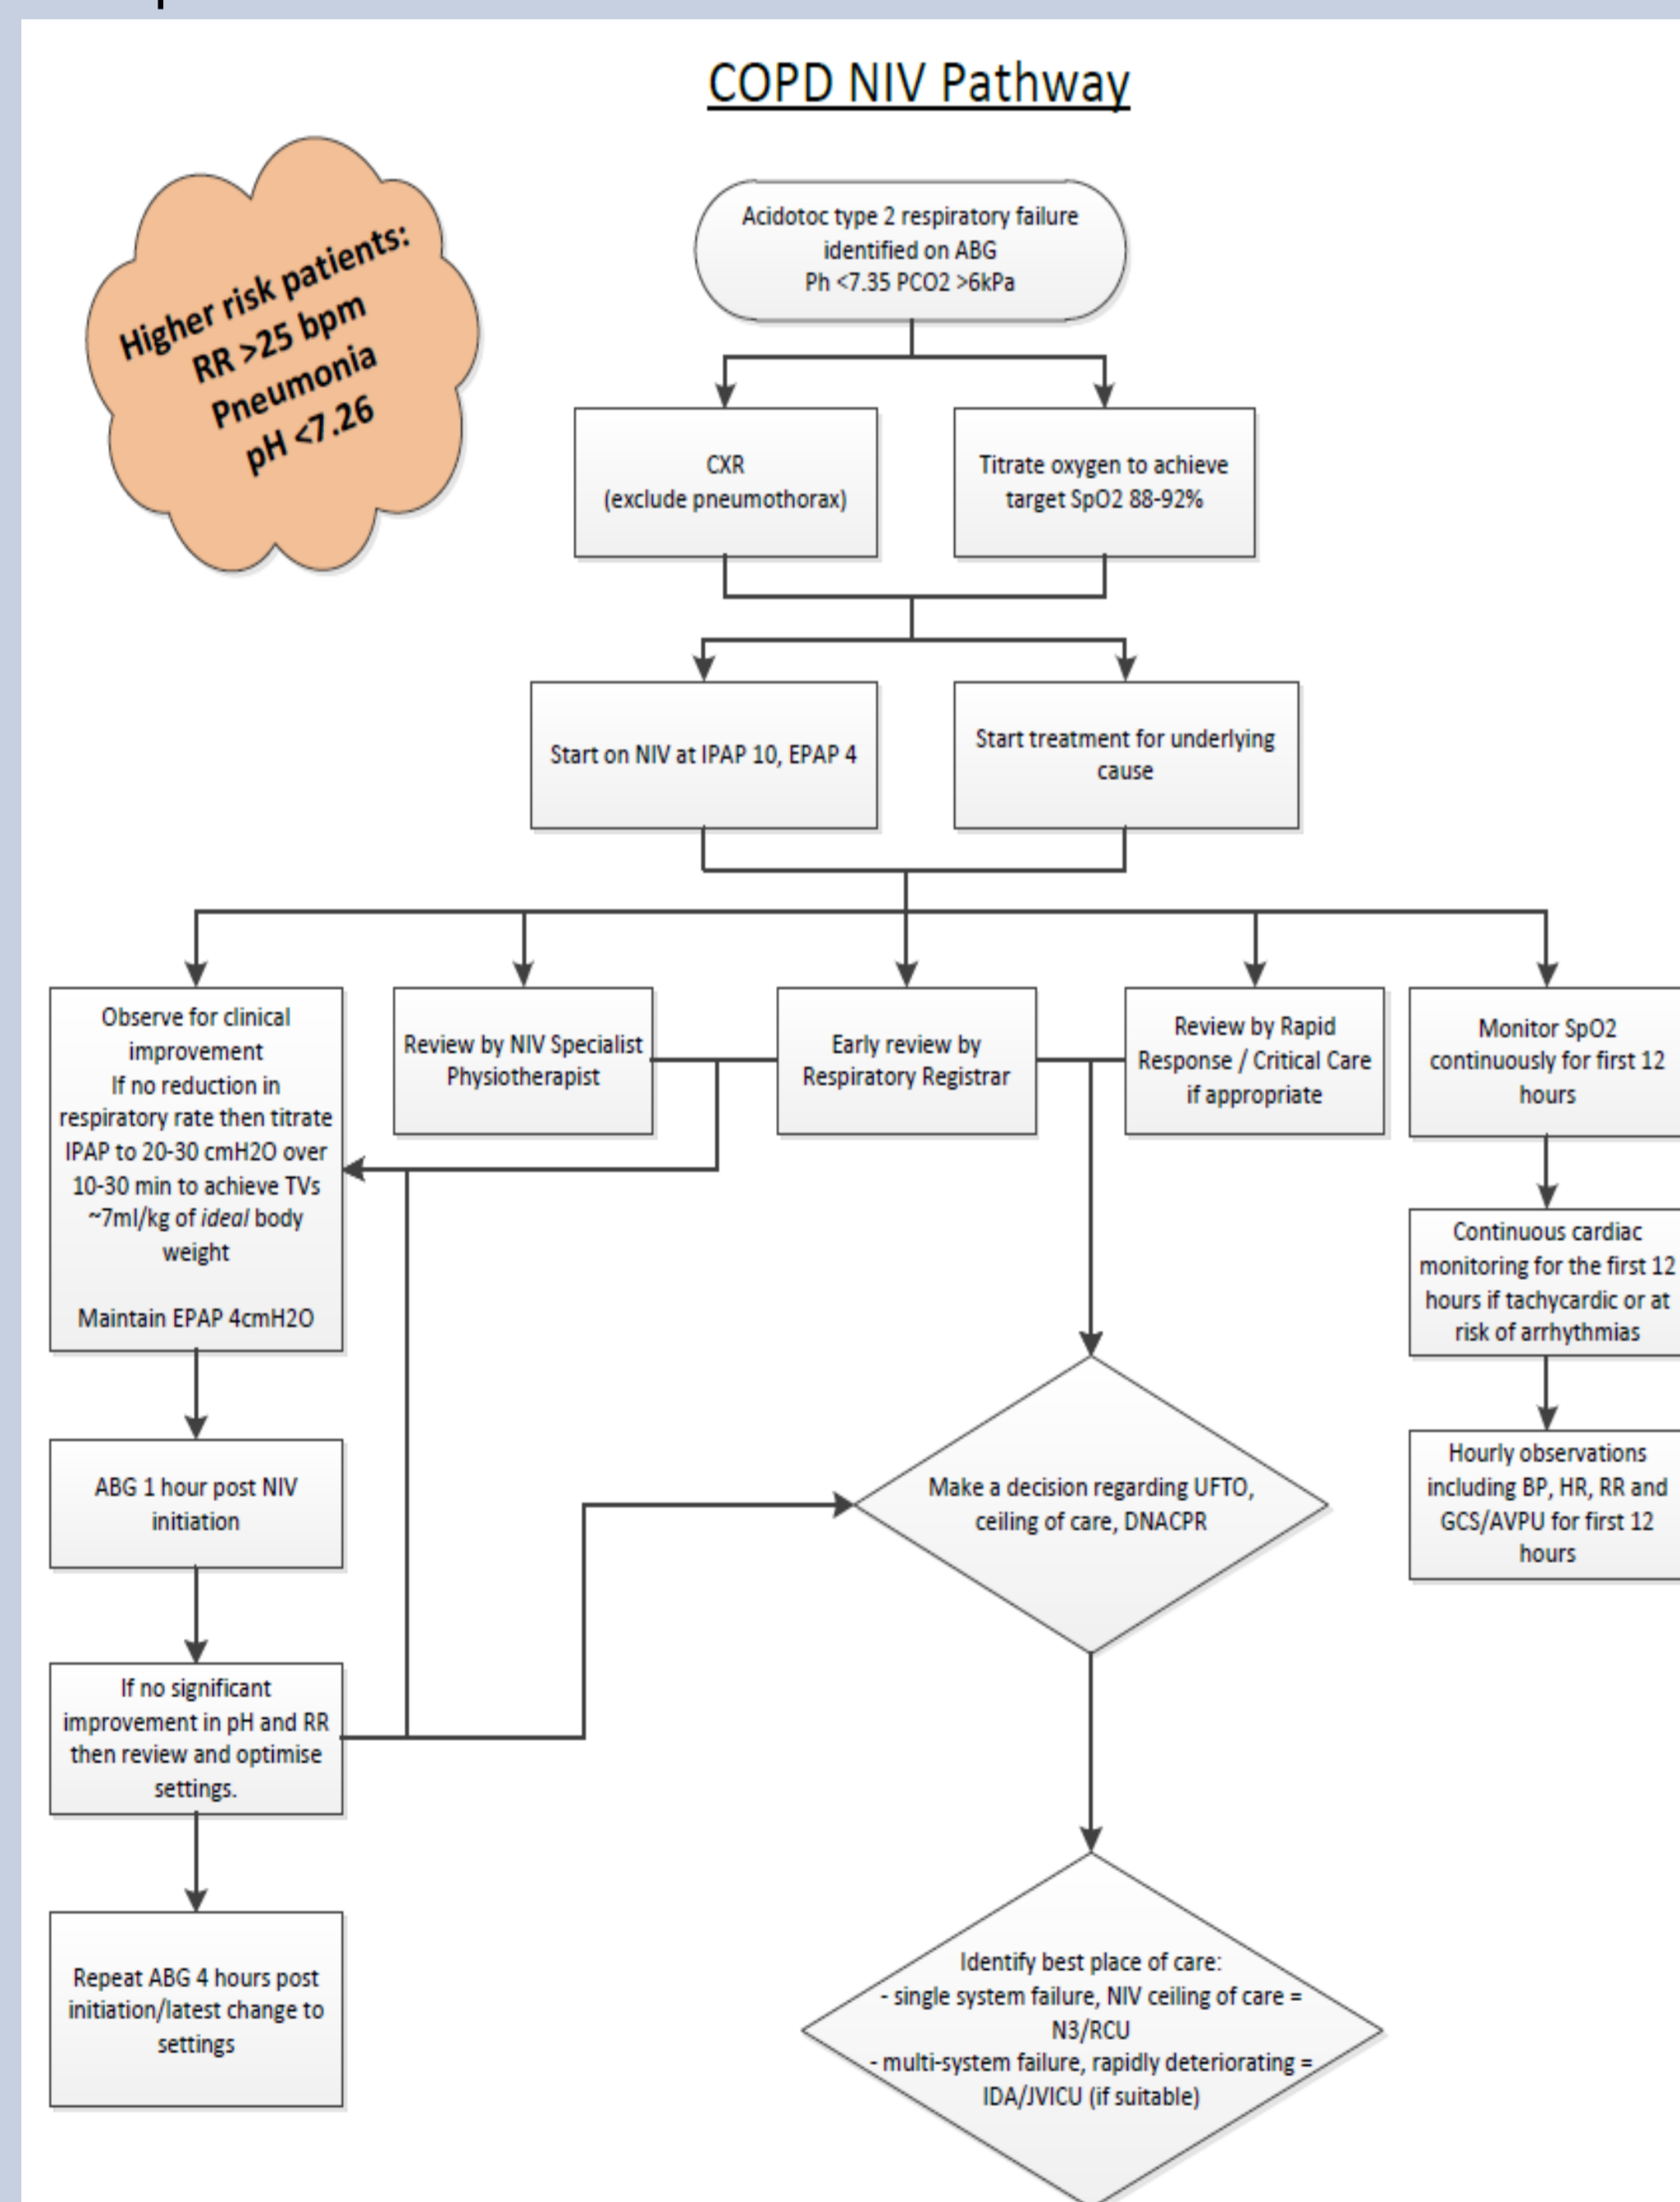 COPD NIV Pathway
Higher risk patients:
RR >25 bpm
Pneumonia
pH <7.26
Acidotoc type 2 respiratory failure
identified on ABG
Ph <7.35 PCO2 >6kPa
CXR
(exclude pneumothorax)
Titrate oxygen to achieve
target SpO2 88-92%
Start on NIV at IPAP 10, EPAP 4
Start treatment for underlying
cause
Observe for clinical
improvement
If no reduction in
respiratory rate then titrate
IPAP to 20-30 cmH2O over
10-30 min to achieve TVs
~7ml/kg of ideal body
weight
Maintain EPAP 4cmH2O
Review by NIV Specialist
Physiotherapist
Early review by
Respiratory Registrar
Review by Rapid
Response / Critical Care
if appropriate
Monitor SpO2
continuously for first 12
hours
Continuous cardiac
monitoring for the first 12
hours if tachycardic or at
risk of arrhythmias
Hourly observations
including BP, HR, RR and
GCS/AVPU for first 12
hours
ABG 1 hour post NIV
initiation
Make a decision regarding UFTO,
ceiling of care, DNACPR
If no significant
improvement in pH and RR
then review and optimise
settings.
Repeat ABG 4 hours post
initiation/latest change to
settings
Identify best place of care:
- single system failure, NIV ceiling of care =
N3/RCU
- multi-system failure, rapidly deteriorating =
IDA/JVICU (if suitable)